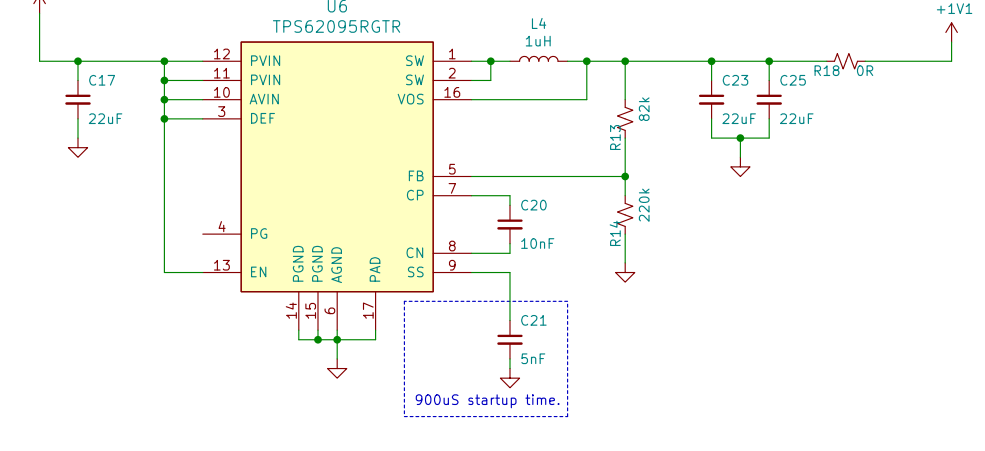 U6
TPS62095RGTR
+1V1
L4
1uH
12 PVIN
11 PVIN
10 AVIN
3 DEF
4 PG
13 EN
SW 1
SW 2
VOS 16
FB 5
CP 7
CN 8
SS 9
PGND 14
PGND 15
AGND 6
PAD 17
C17
22uF
R13 82k
R14 220k
C20
10nF
C21
5nF
900uS startup time.
C23
22uF
C25
22uF
R18 0R